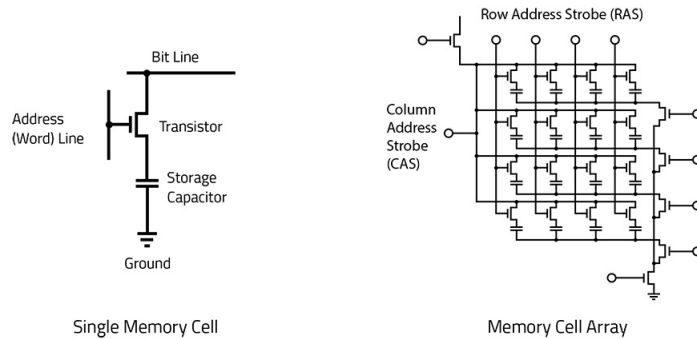 Bit Line
Address
(Word) Line
Transistor
Storage
Capacitor
Ground
Single Memory Cell
Row Address Strobe (RAS)
Column
Address
Strobe
(CAS)
Memory Cell Array